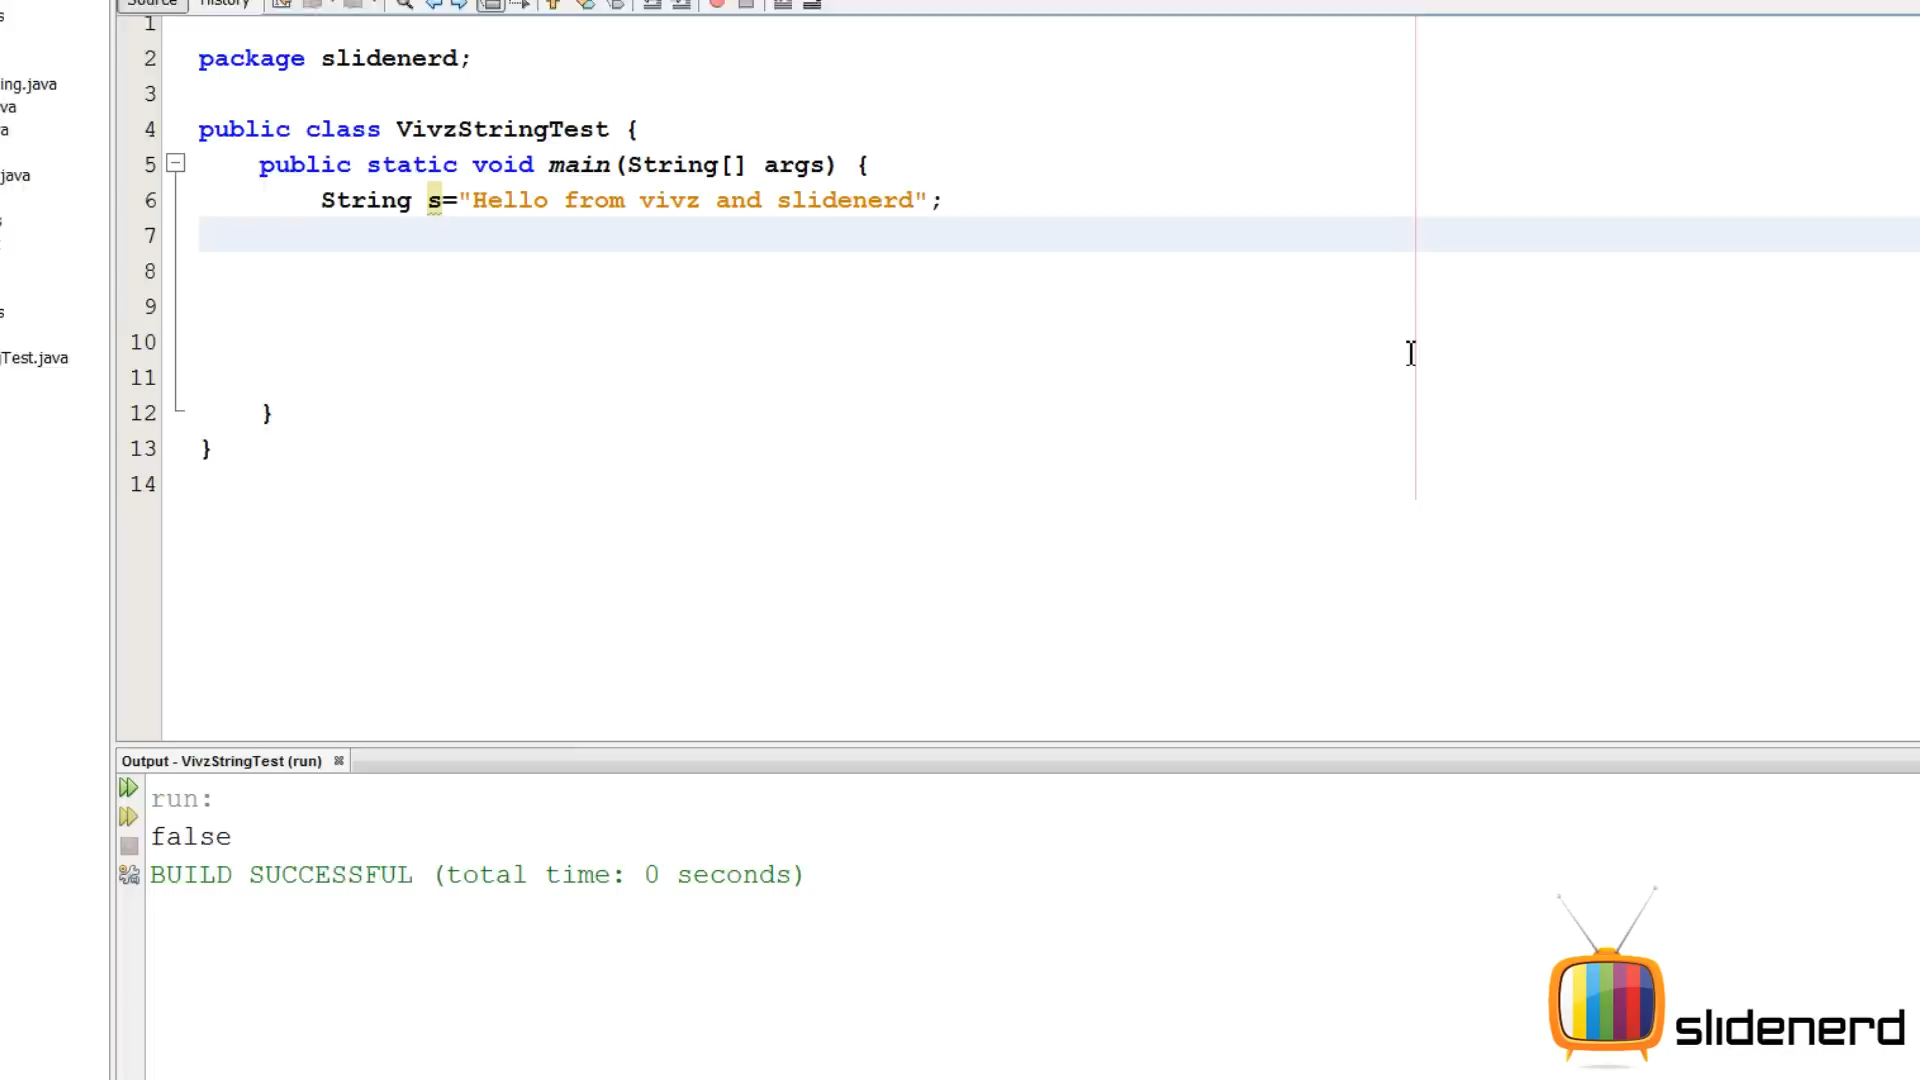 Source History
s
1
ing.java
2 package slidenerd;
va
3
a
4 public class VivzStringTest {
5 public static void main(String[] args) {
java
6 String s="Hello from vivz and slidenerd";
s
7
8
9
s
10
Test.java
11
12 }
13 }
14
Output - VivzStringTest (run)
run:
false
BUILD SUCCESSFUL (total time: 0 seconds)
slidenerd